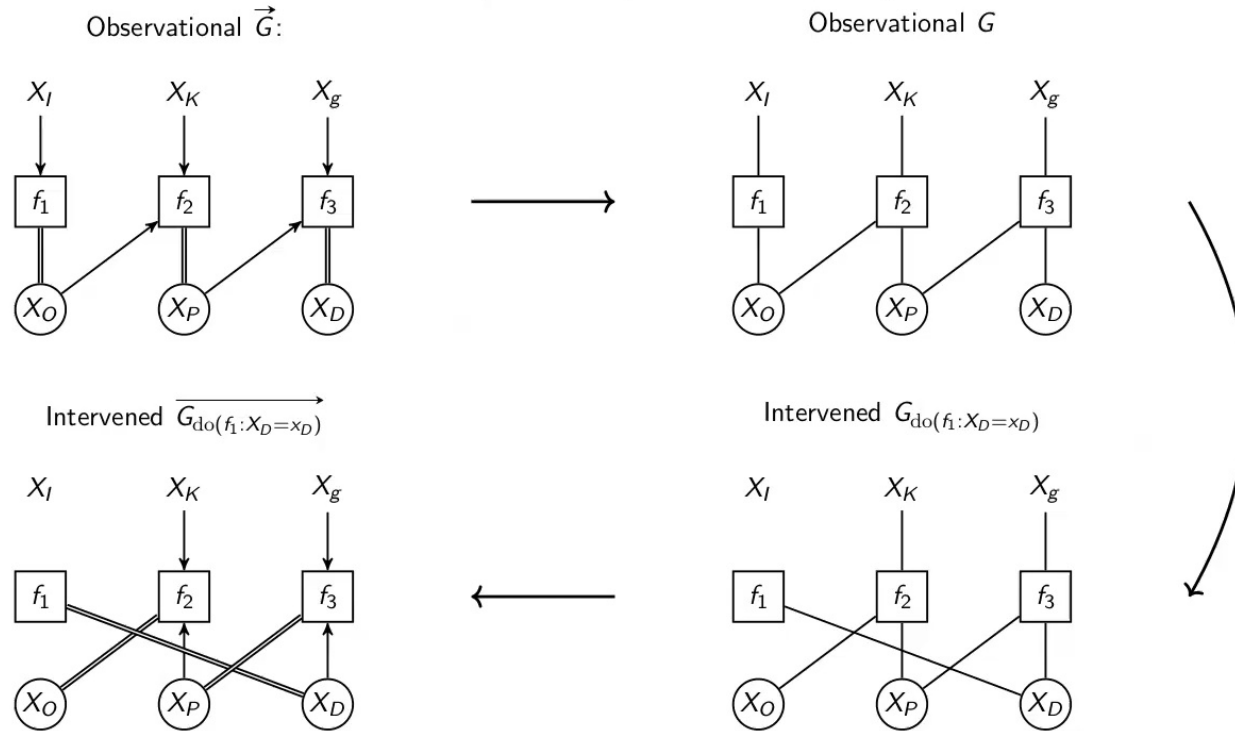 Observational $\overrightarrow{G}$:
Observational $G$
$X_I$ $X_K$ $X_g$
$X_I$ $X_K$ $X_g$
$f_1$ $f_2$ $f_3$
$f_1$ $f_2$ $f_3$
$X_O$ $X_P$ $X_D$
$X_O$ $X_P$ $X_D$
Intervened $\overrightarrow{G_{\mathrm{do}(f_1:X_D=x_D)}}$
Intervened $G_{\mathrm{do}(f_1:X_D=x_D)}$
$X_I$ $X_K$ $X_g$
$X_I$ $X_K$ $X_g$
$f_1$ $f_2$ $f_3$
$f_1$ $f_2$ $f_3$
$X_O$ $X_P$ $X_D$
$X_O$ $X_P$ $X_D$